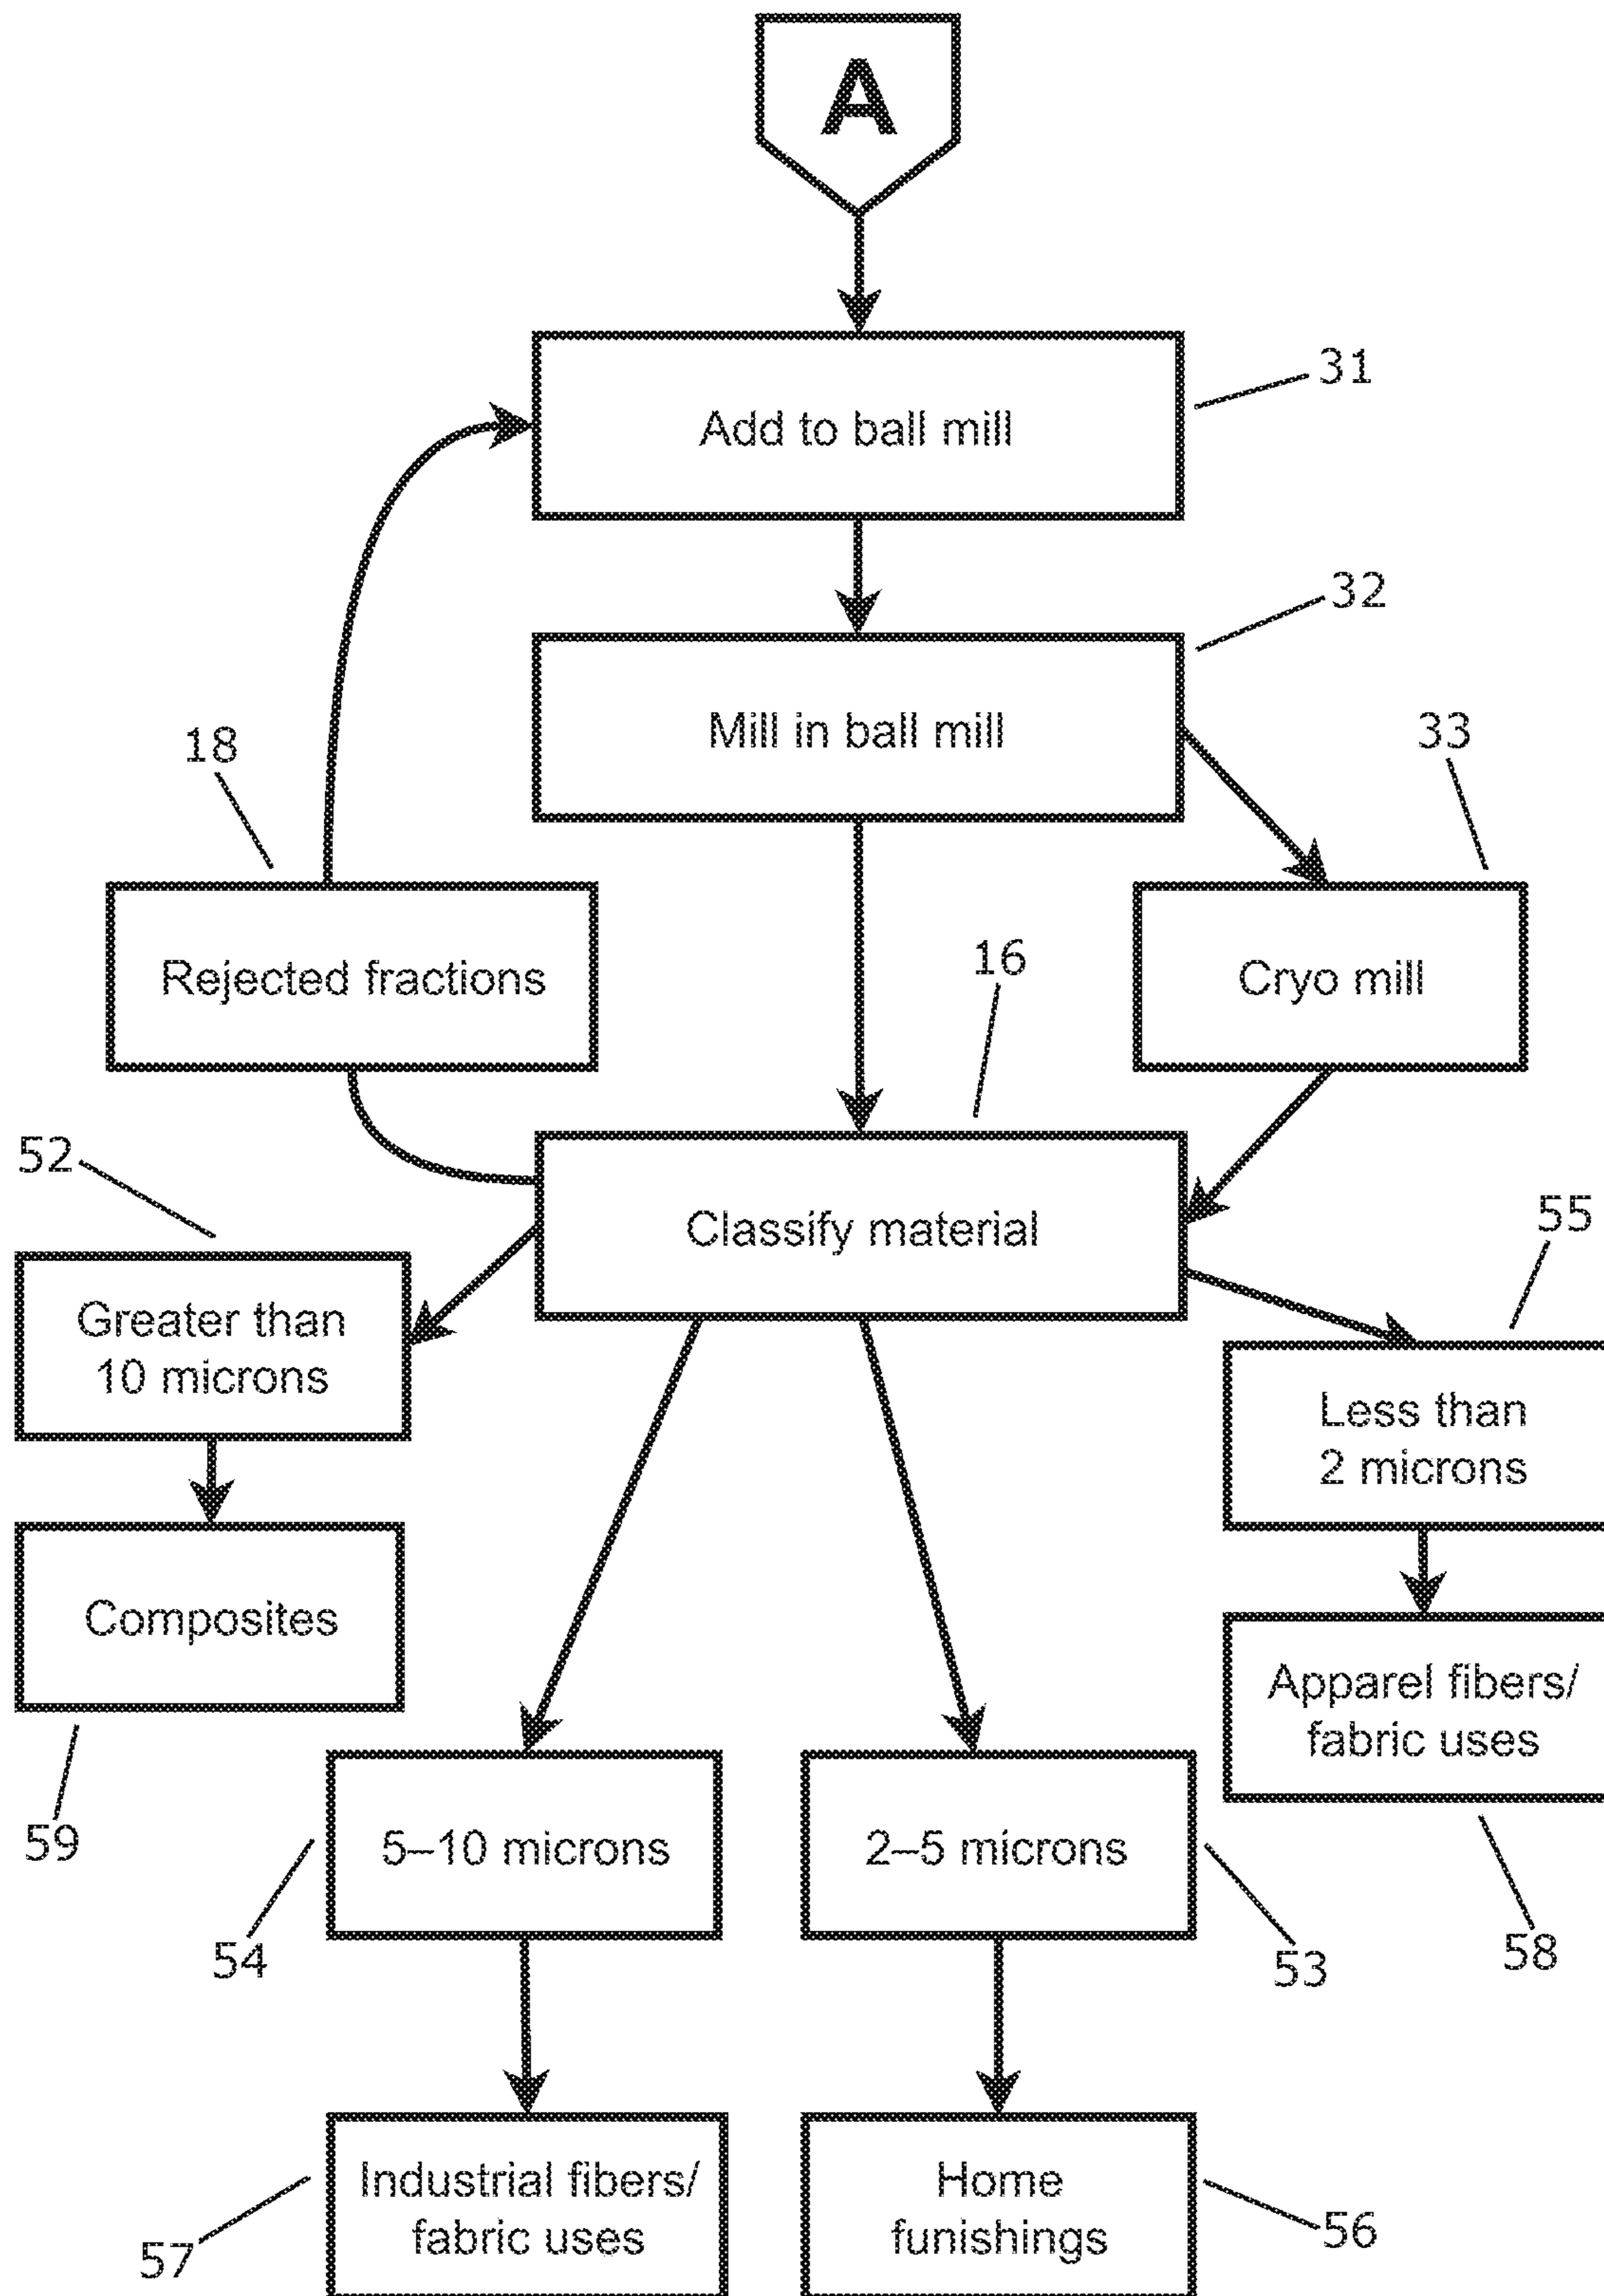 A
31
Add to ball mill
32
Mill in ball mill
18
33
Rejected fractions
16
Cryo mill
52
Classify material
55
Greater than
10 microns
Less than
2 microns
Composites
Apparel fibers/
fabric uses
59
5–10 microns
2–5 microns
54
53
58
Industrial fibers/
fabric uses
Home
funishings
57
56